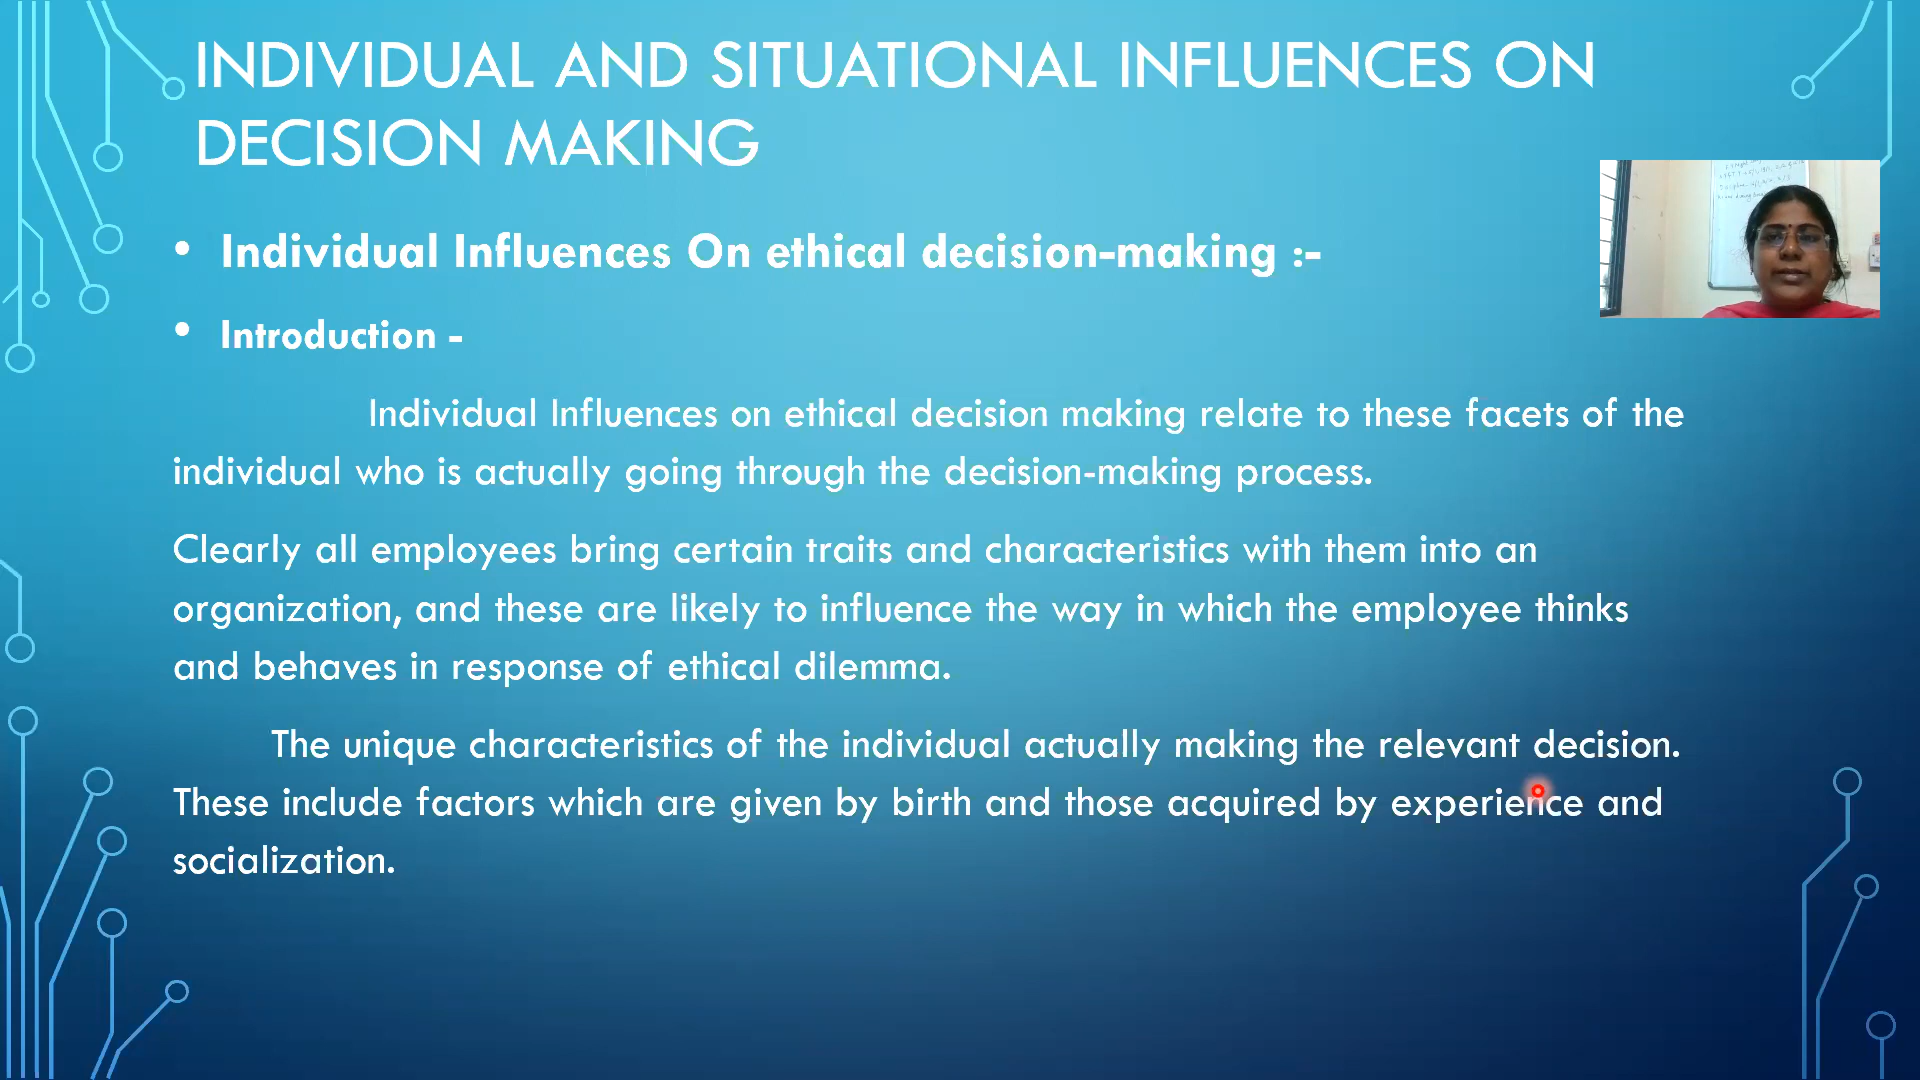 INDIVIDUAL AND SITUATIONAL INFLUENCES ON
DECISION MAKING
• Individual Influences On ethical decision-making :-
• Introduction -
Individual Influences on ethical decision making relate to these facets of the
individual who is actually going through the decision-making process.
Clearly all employees bring certain traits and characteristics with them into an
organization, and these are likely to influence the way in which the employee thinks
and behaves in response of ethical dilemma.
The unique characteristics of the individual actually making the relevant decision.
These include factors which are given by birth and those acquired by experience and
socialization.